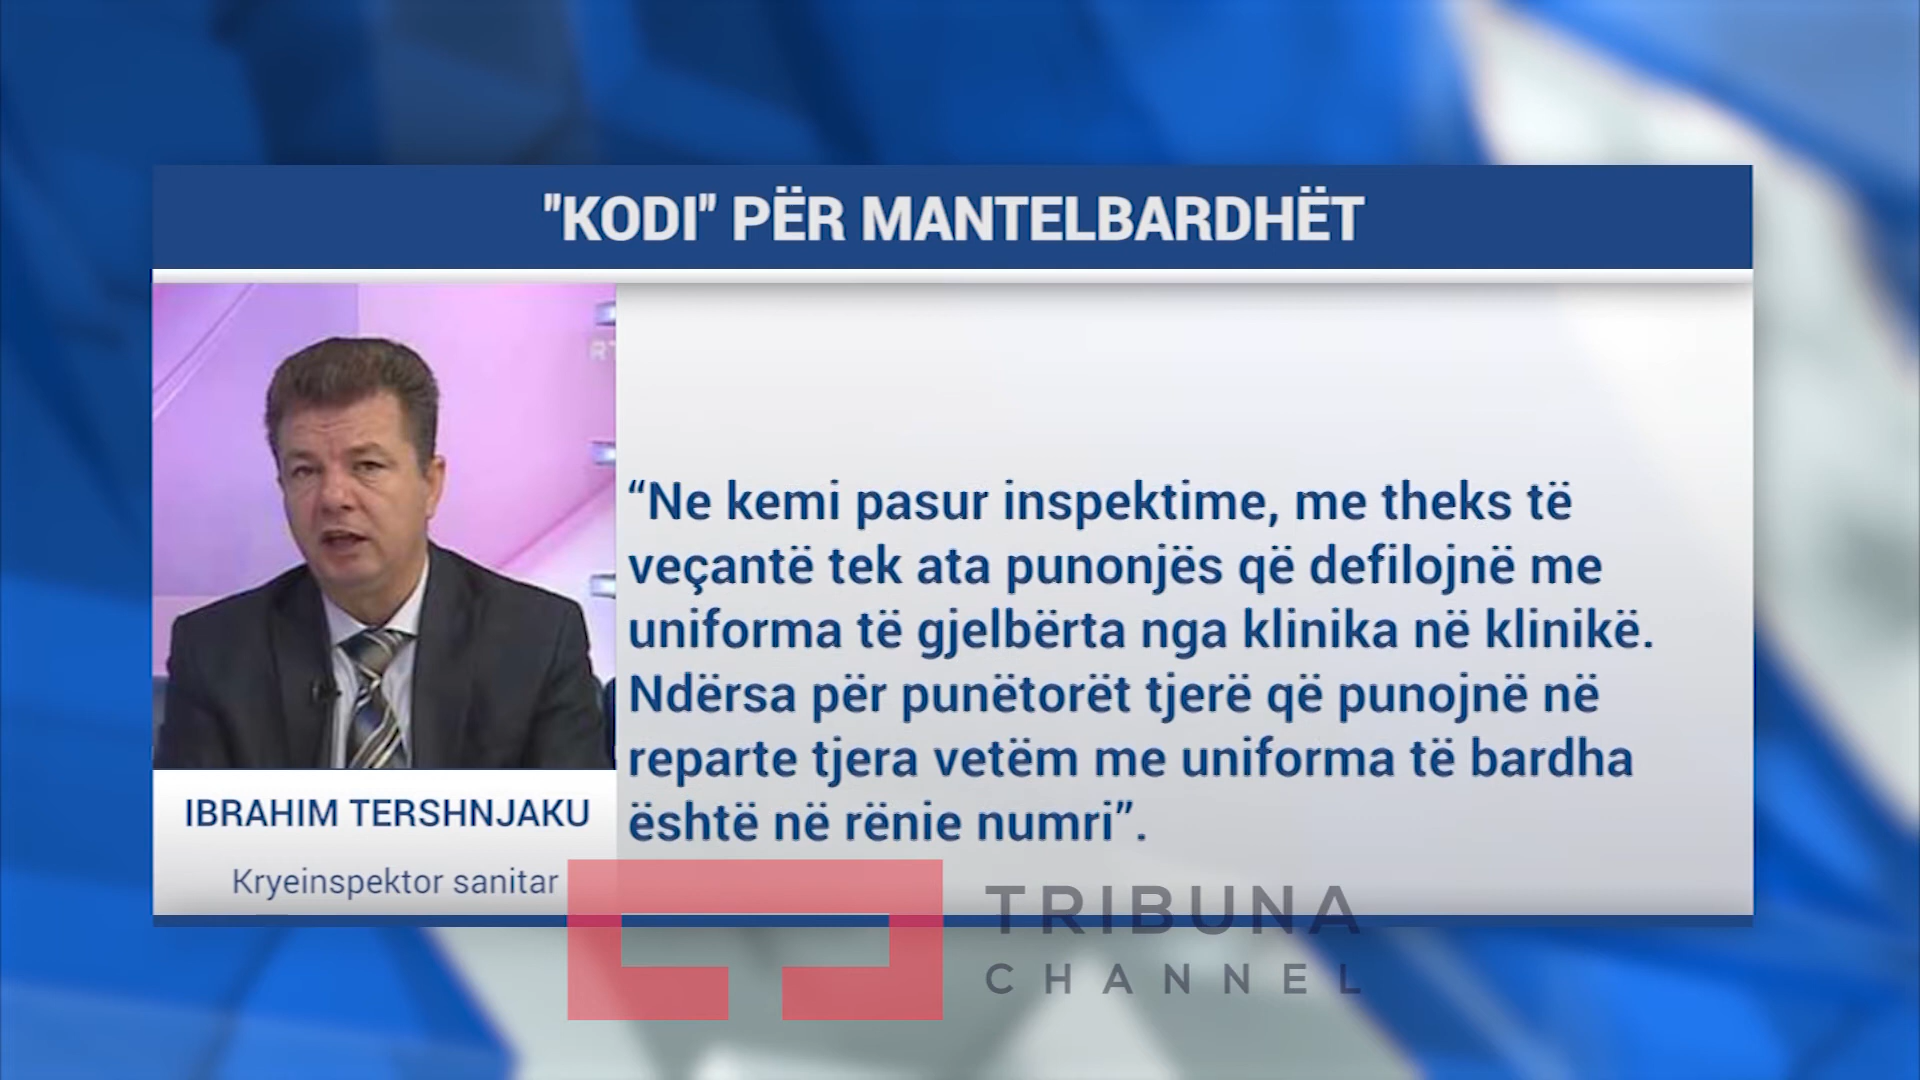 "KODI" PËR MANTELBARDHËT
RT
“Ne kemi pasur inspektime, me theks të
veçantë tek ata punonjës që defilojnë me
uniforma të gjelbërta nga klinika në klinikë.
Ndërsa për punëtorët tjerë që punojnë në
reparte tjera vetëm me uniforma të bardha
është në rënie numri”.
IBRAHIM TERSHNJAKU
Kryeinspektor sanitar
TRIBUNA
CHANNEL